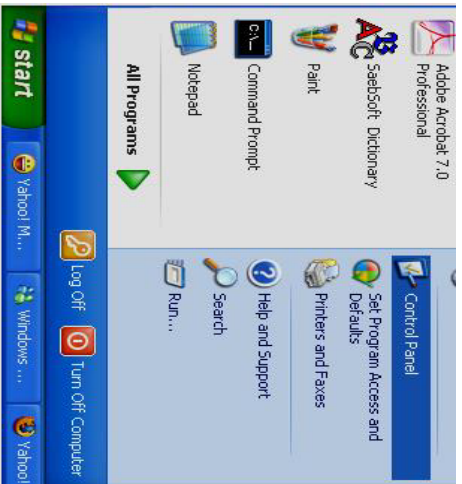 Adobe Acrobat 7.0
Professional
SaebSoft Dictionary
Paint
C:\_
Command Prompt
Notepad
All Programs
Control Panel
Set Program Access and
Defaults
Printers and Faxes
Help and Support
Search
Run...
Log Off
Turn Off Computer
start
Yahoo! M...
Windows ...
Yahoo!